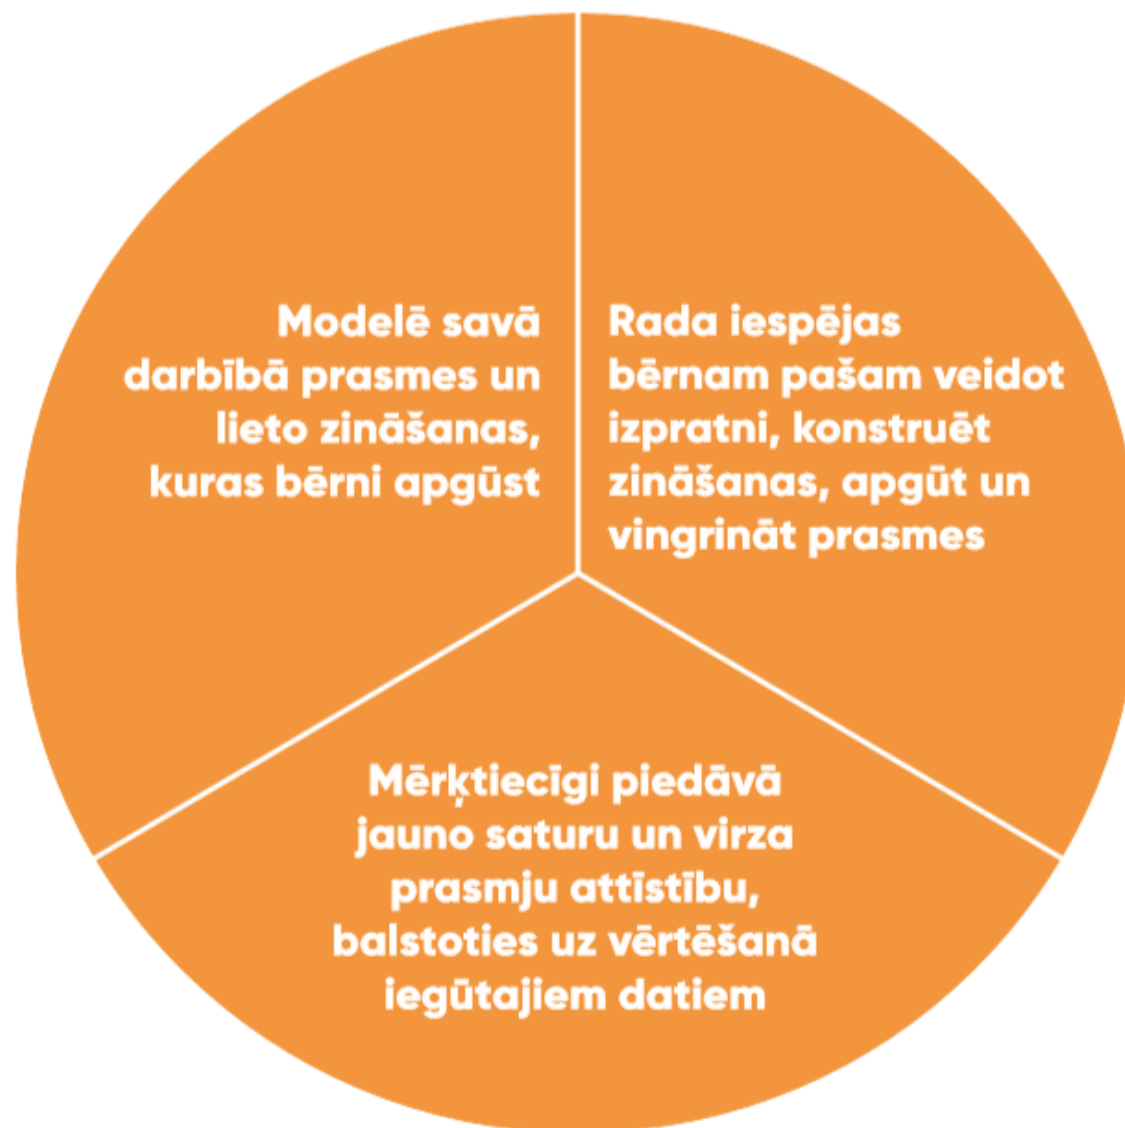 Modelē savā
darbībā prasmes un
lieto zināšanas,
kuras bērni apgūst
Rada iespējas
bērnam pašam veidot
izpratni, konstruēt
zināšanas, apgūt un
vingrināt prasmes
Mērķtiecīgi piedāvā
jauno saturu un virza
prasmju attīstību,
balstoties uz vērtēšanā
iegūtajiem datiem